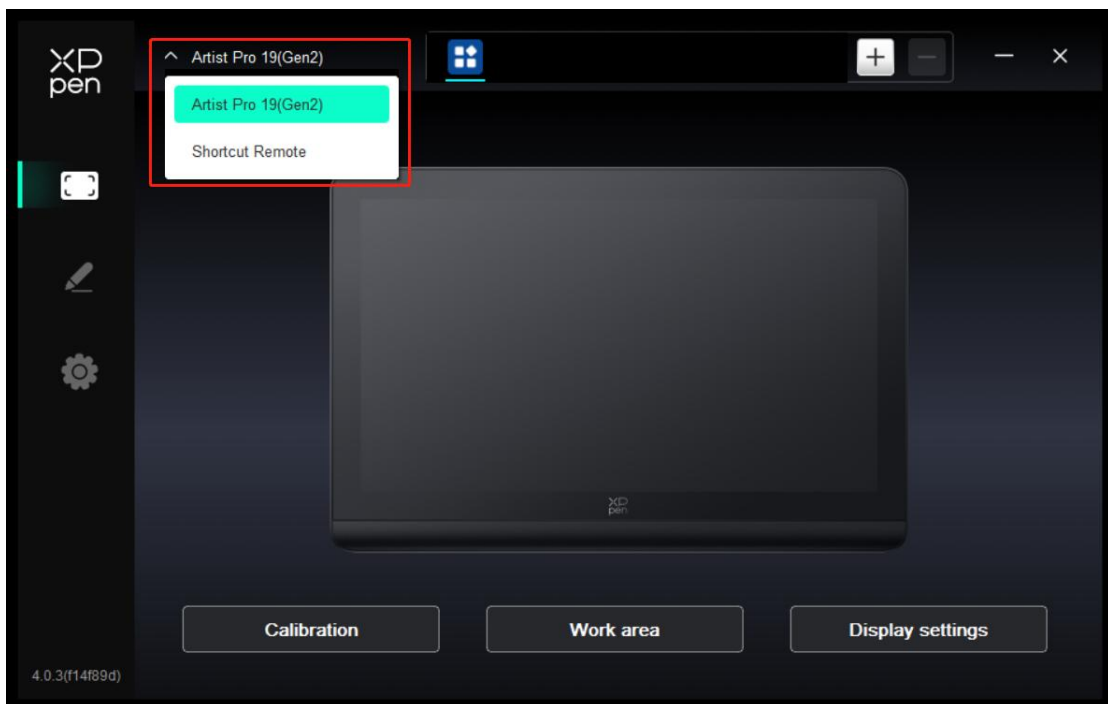 XP
pen
Artist Pro 19(Gen2)
Artist Pro 19(Gen2)
Shortcut Remote
XP
pen
Calibration
Work area
Display settings
4.0.3(f14f89d)